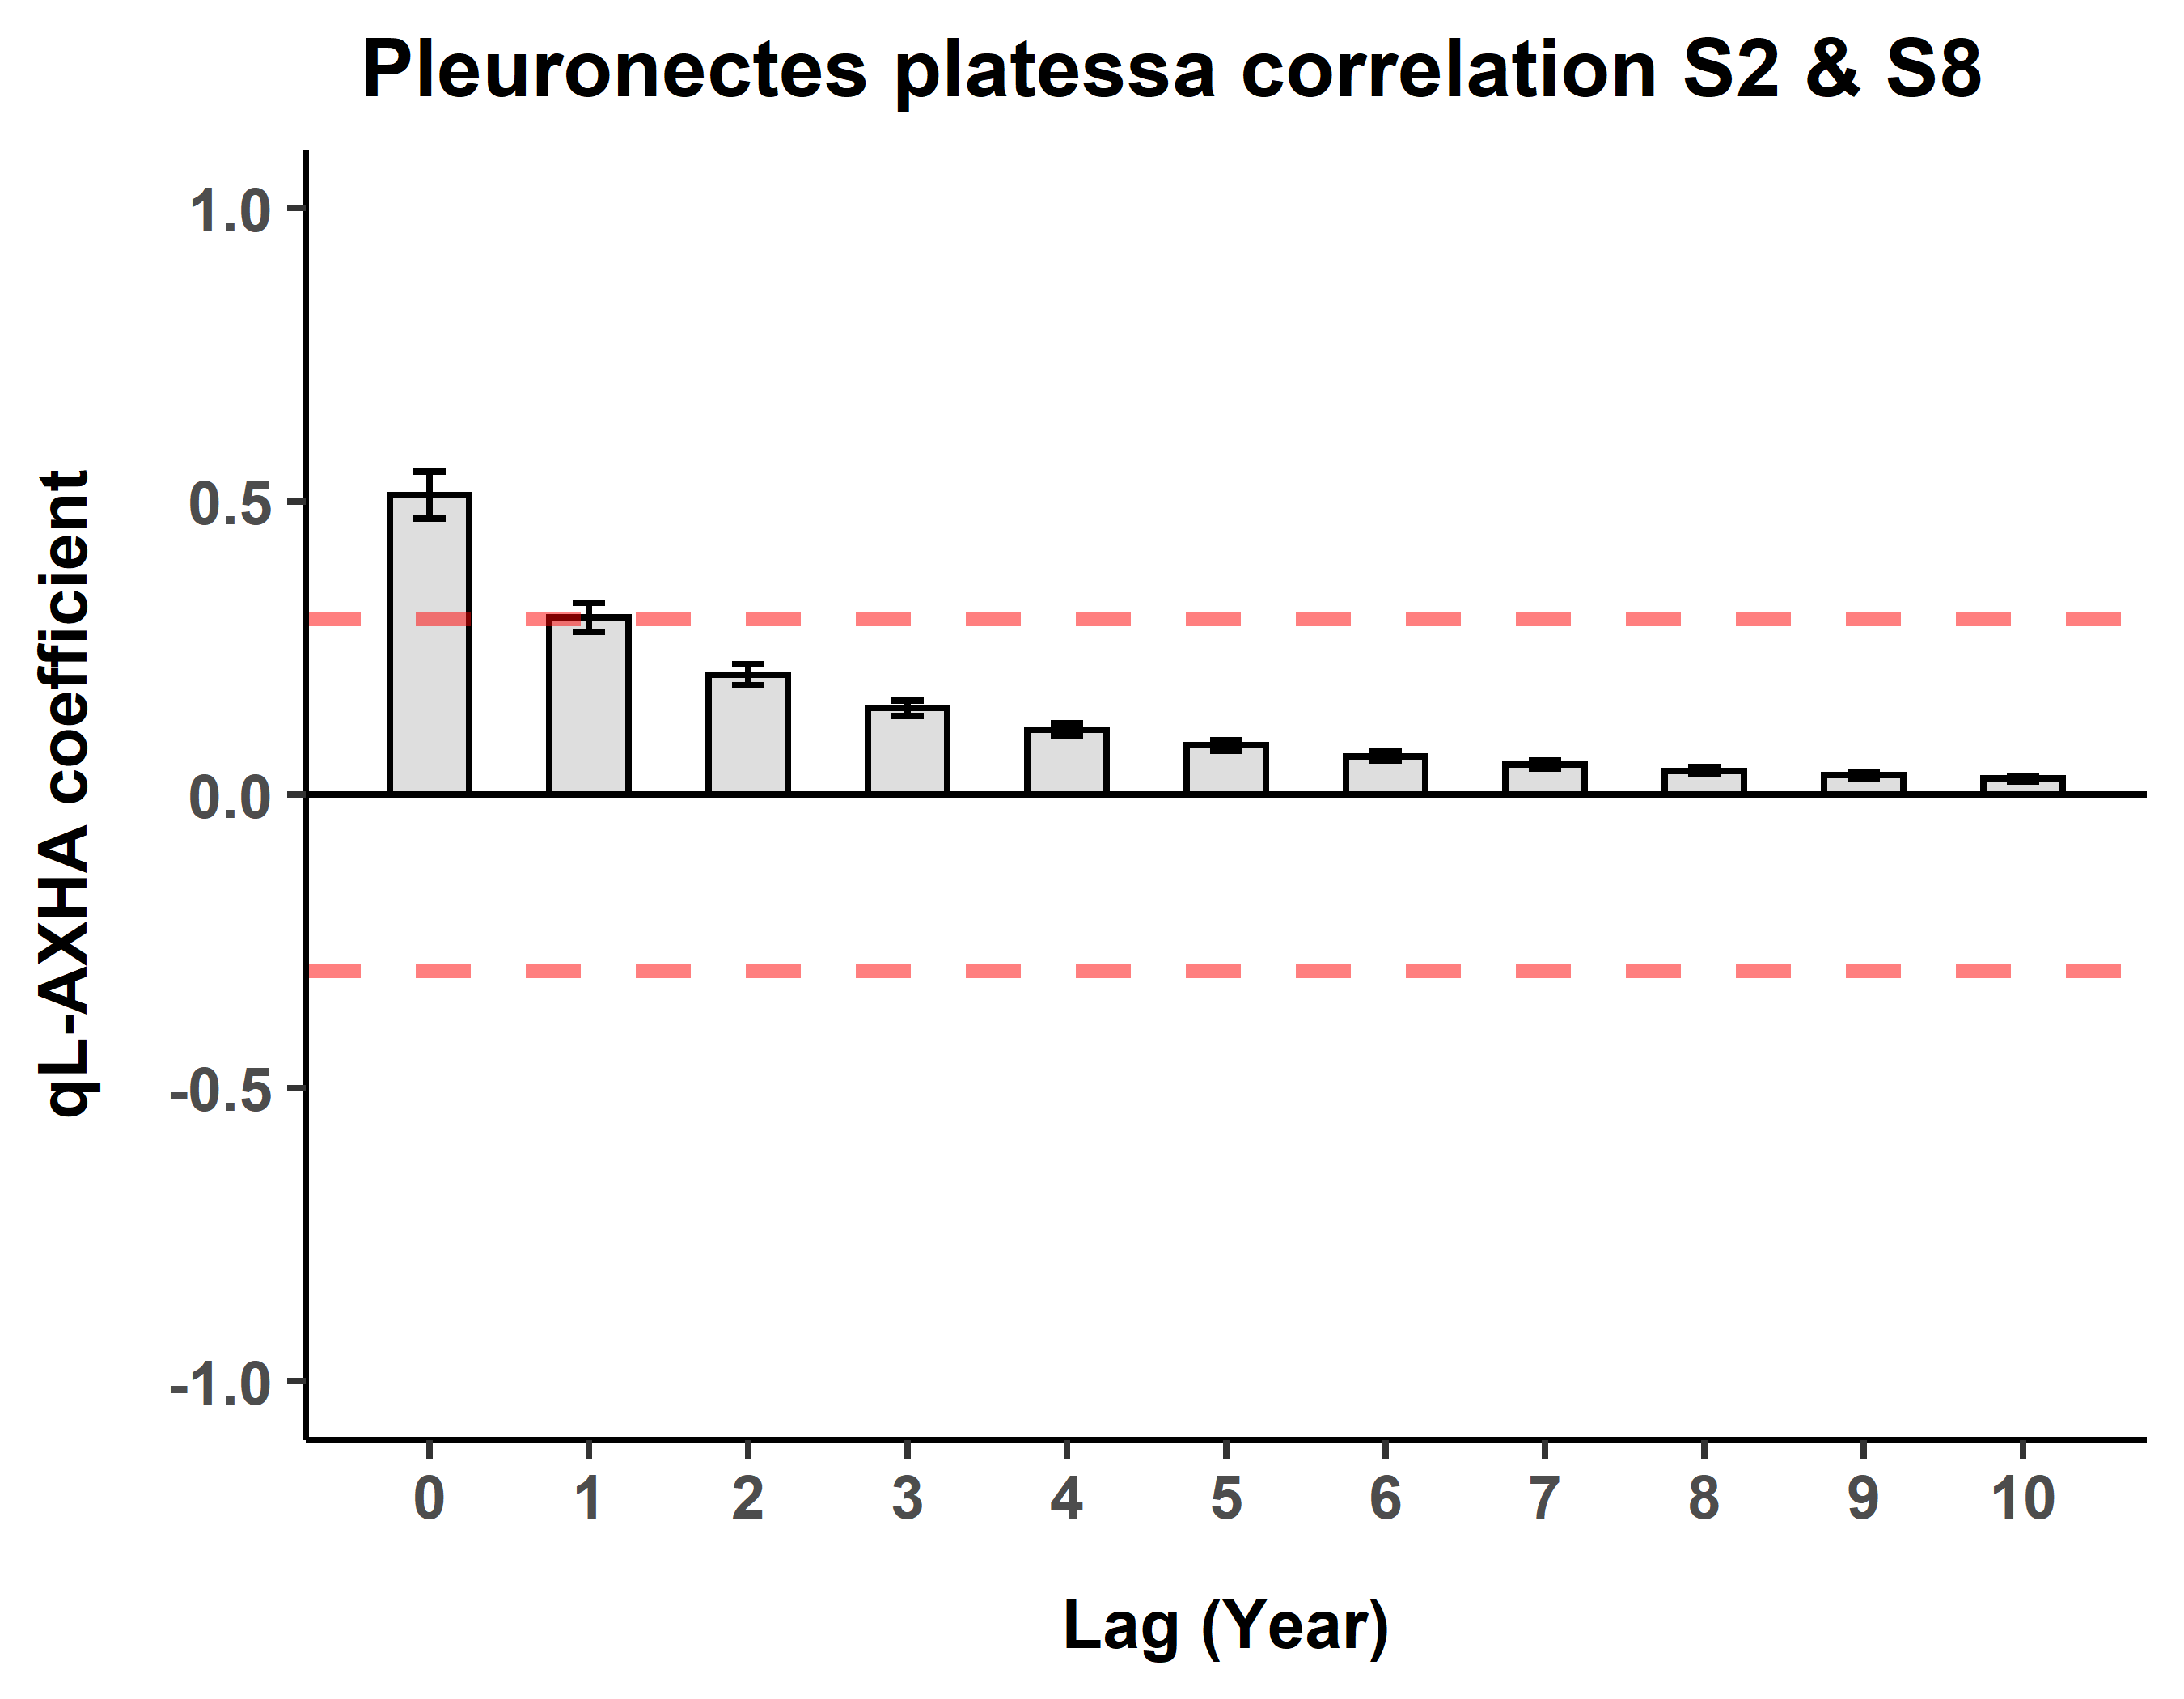 Pleuronectes platessa correlation S2 & S8
qL-AXHA coefficient
1.0
0.5
0.0
-0.5
-1.0
0 1 2 3 4 5 6 7 8 9 10
Lag (Year)